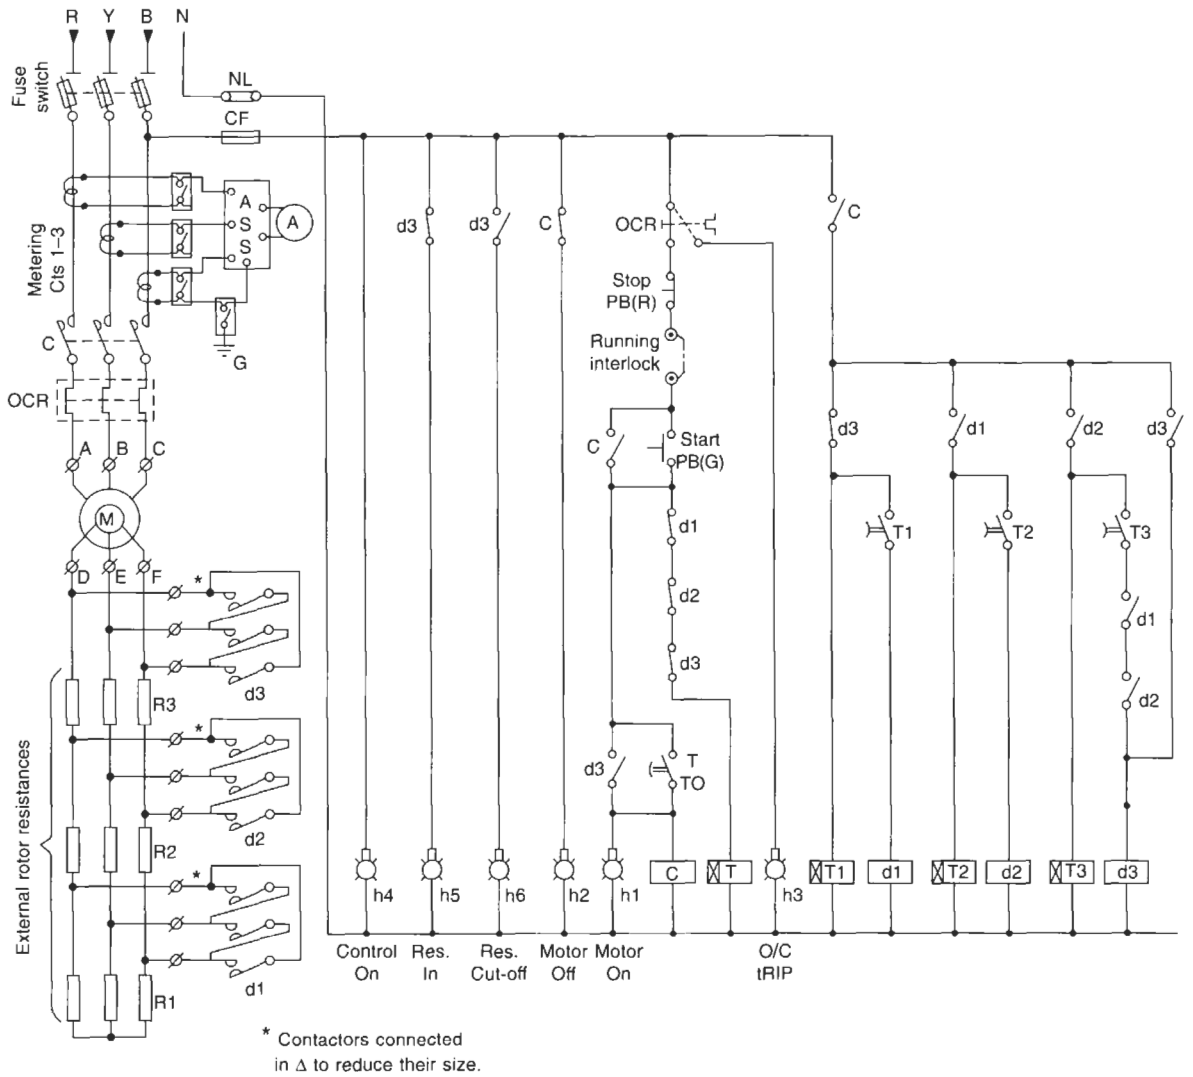 R Y B N
Fuse
switch
NL
CF
Metering
Cts 1–3
A
S
S
A
G
C
OCR
A B C
M
D E F
*
d3
R3
*
d2
R2
*
d1
R1
External rotor resistances
d3
d3
C
OCR
Stop
PB(R)
Running
interlock
C
Start
PB(G)
d1
d2
d3
d3
T
TO
C
d3
d1
d2
d3
T1
T2
T3
d1
d2
h4
h5
h6
h2
h1
C
T
h3
T1
d1
T2
d2
T3
d3
Control
On
Res.
In
Res.
Cut-off
Motor
Off
Motor
On
O/C
tRIP
* Contactors connected
in Δ to reduce their size.